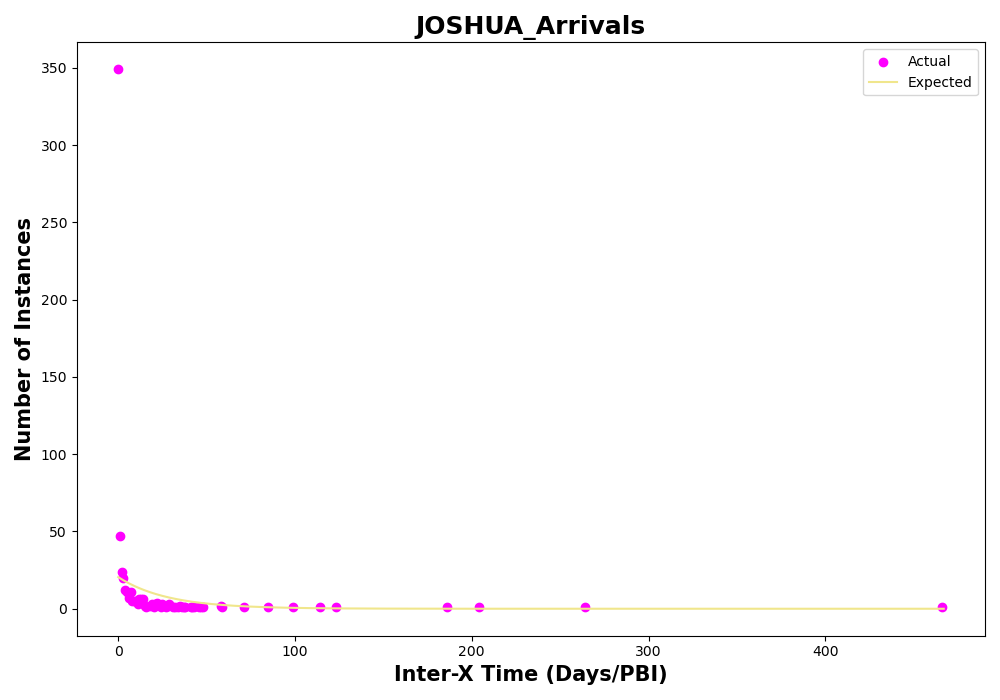 JOSHUA_Arrivals
Actual
Expected
350
300
250
200
150
100
50
0
Number of Instances
0 100 200 300 400
Inter-X Time (Days/PBI)